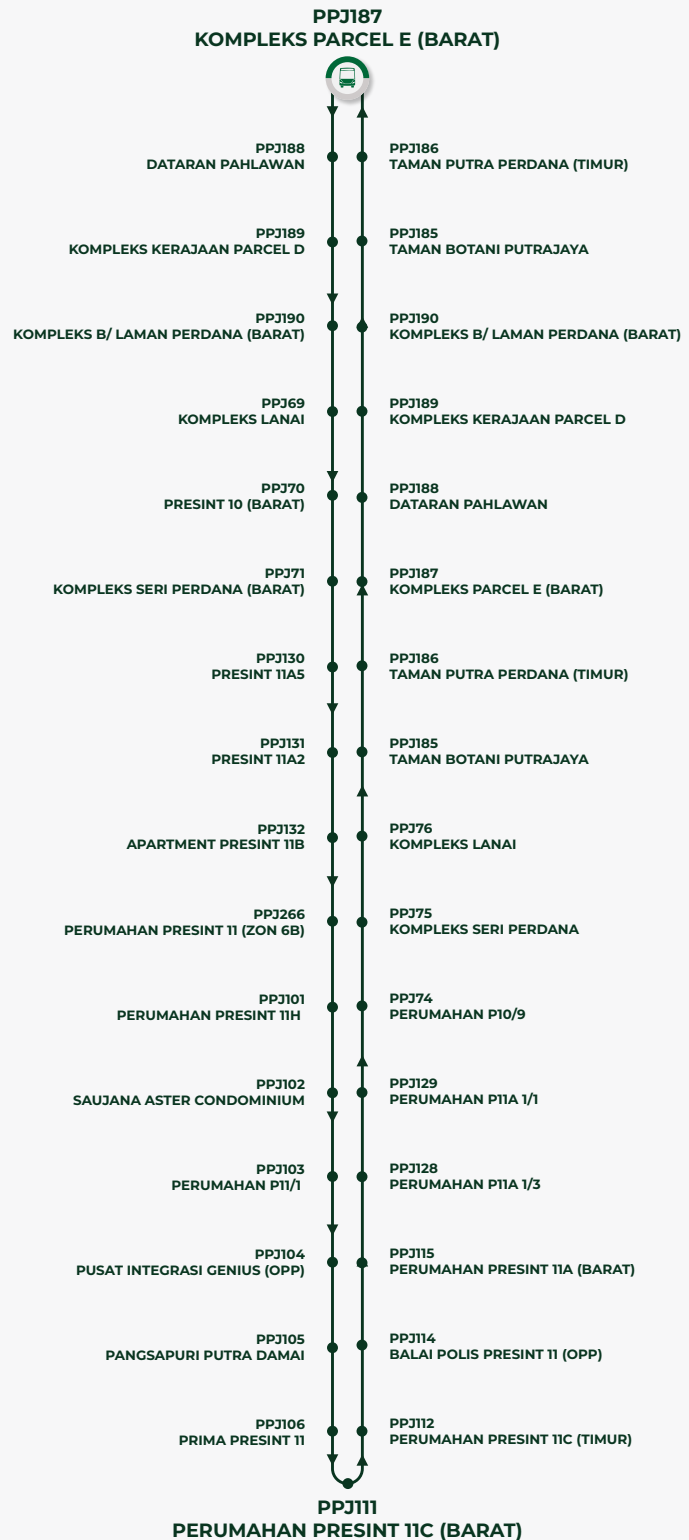 PPJ187
KOMPLEKS PARCEL E (BARAT)
PPJ188
DATARAN PAHLAWAN
PPJ186
TAMAN PUTRA PERDANA (TIMUR)
PPJ189
KOMPLEKS KERAJAAN PARCEL D
PPJ185
TAMAN BOTANI PUTRAJAYA
PPJ190
KOMPLEKS B/ LAMAN PERDANA (BARAT)
PPJ190
KOMPLEKS B/ LAMAN PERDANA (BARAT)
PPJ69
KOMPLEKS LANAI
PPJ189
KOMPLEKS KERAJAAN PARCEL D
PPJ70
PRESINT 10 (BARAT)
PPJ188
DATARAN PAHLAWAN
PPJ71
KOMPLEKS SERI PERDANA (BARAT)
PPJ187
KOMPLEKS PARCEL E (BARAT)
PPJ130
PRESINT 11A5
PPJ186
TAMAN PUTRA PERDANA (TIMUR)
PPJ131
PRESINT 11A2
PPJ185
TAMAN BOTANI PUTRAJAYA
PPJ132
APARTMENT PRESINT 11B
PPJ76
KOMPLEKS LANAI
PPJ266
PERUMAHAN PRESINT 11 (ZON 6B)
PPJ75
KOMPLEKS SERI PERDANA
PPJ101
PERUMAHAN PRESINT 11H
PPJ74
PERUMAHAN P10/9
PPJ102
SAUJANA ASTER CONDOMINIUM
PPJ129
PERUMAHAN P11A 1/1
PPJ103
PERUMAHAN P11/1
PPJ128
PERUMAHAN P11A 1/3
PPJ104
PUSAT INTEGRASI GENIUS (OPP)
PPJ115
PERUMAHAN PRESINT 11A (BARAT)
PPJ105
PANGSAPURI PUTRA DAMAI
PPJ114
BALAI POLIS PRESINT 11 (OPP)
PPJ106
PRIMA PRESINT 11
PPJ112
PERUMAHAN PRESINT 11C (TIMUR)
PPJ111
PERUMAHAN PRESINT 11C (BARAT)